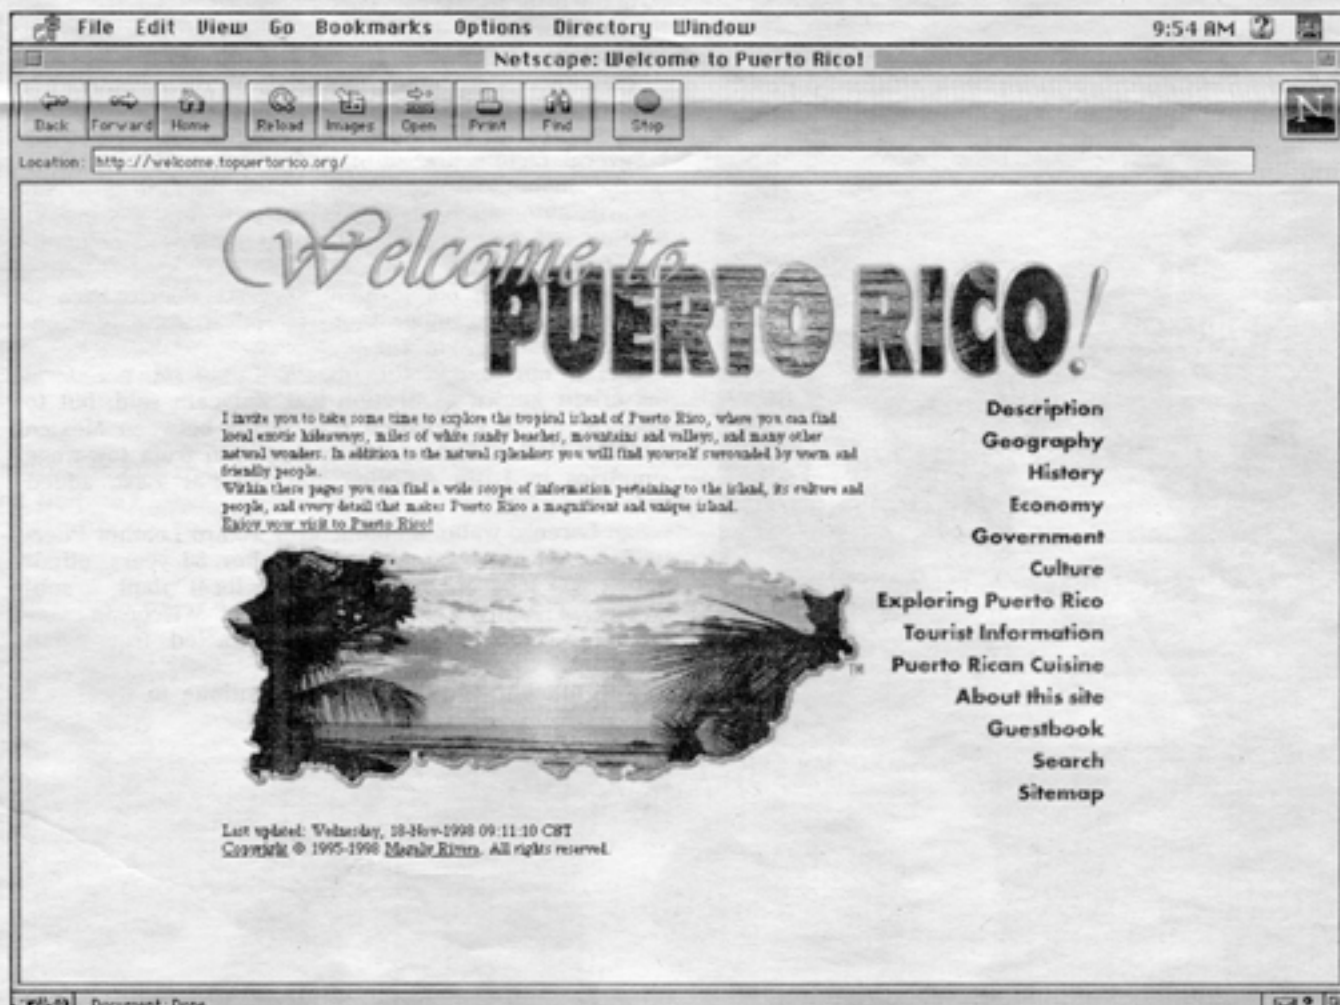 File Edit View Go Bookmarks Options Directory Window 9:54 AM
Netscape: Welcome to Puerto Rico!
Back Forward Home Reload Images Open Print Find Stop
N
Location: http://welcome.topuertorico.org/
Welcome to
PUERTO RICO!
I invite you to take some time to explore the tropical island of Puerto Rico, where you can find
local exotic hideaways, miles of white sandy beaches, mountains and valleys, and many other
natural wonders. In addition to the natural splendors you will find yourself surrounded by warm and
friendly people.
Within these pages you can find a wide scope of information pertaining to the island, its culture and
people, and every detail that makes Puerto Rico a magnificent and unique island.
Enjoy your visit to Puerto Rico!
Description
Geography
History
Economy
Government
Culture
Exploring Puerto Rico
Tourist Information
Puerto Rican Cuisine
About this site
Guestbook
Search
Sitemap
TM
Last updated: Wednesday, 18-Nov-1998 09:11:10 CST
Copyright © 1995-1998 Magaly Rivera. All rights reserved.
Document: Done